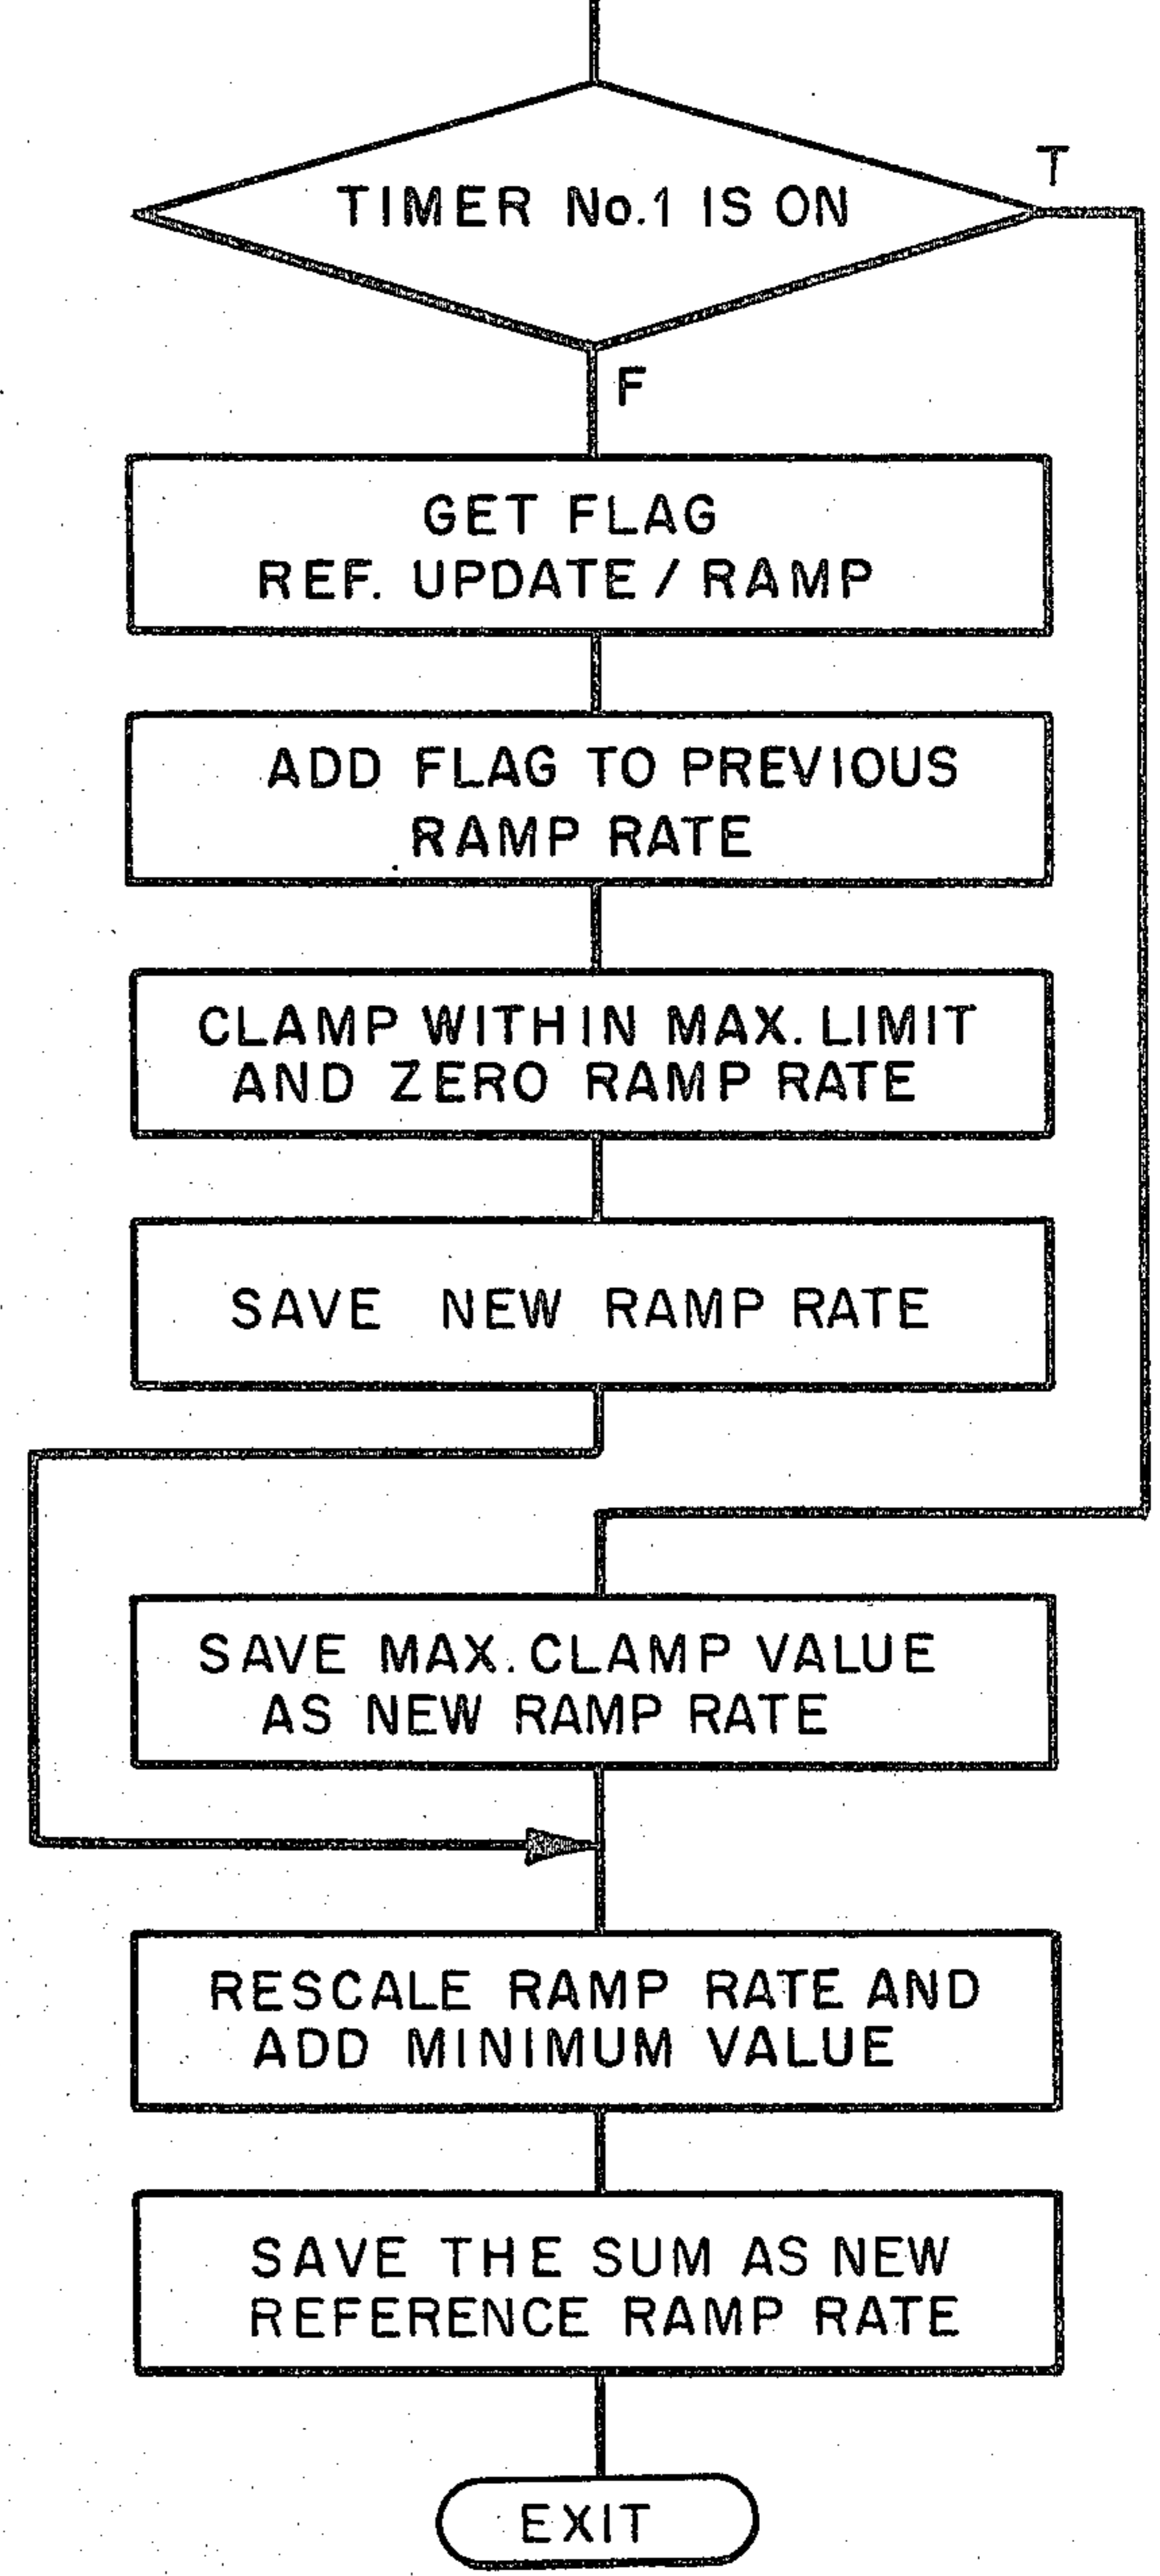 T
TIMER No.1 IS ON
F
GET FLAG
REF. UPDATE / RAMP
ADD FLAG TO PREVIOUS
RAMP RATE
CLAMP WITHIN MAX. LIMIT
AND ZERO RAMP RATE
SAVE NEW RAMP RATE
SAVE MAX. CLAMP VALUE
AS NEW RAMP RATE
RESCALE RAMP RATE AND
ADD MINIMUM VALUE
SAVE THE SUM AS NEW
REFERENCE RAMP RATE
EXIT